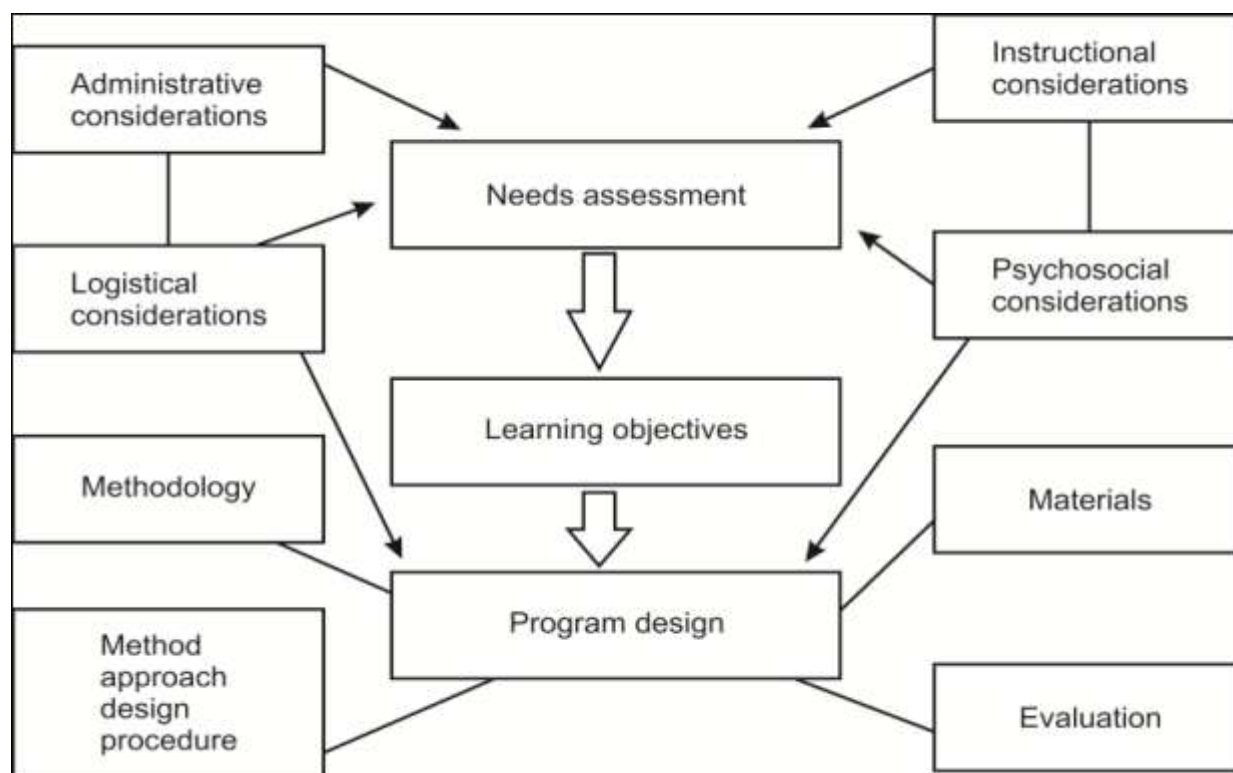 Administrative
considerations
Instructional
considerations
Needs assessment
Logistical
considerations
Psychosocial
considerations
Learning objectives
Methodology
Materials
Program design
Method
approach
design
procedure
Evaluation